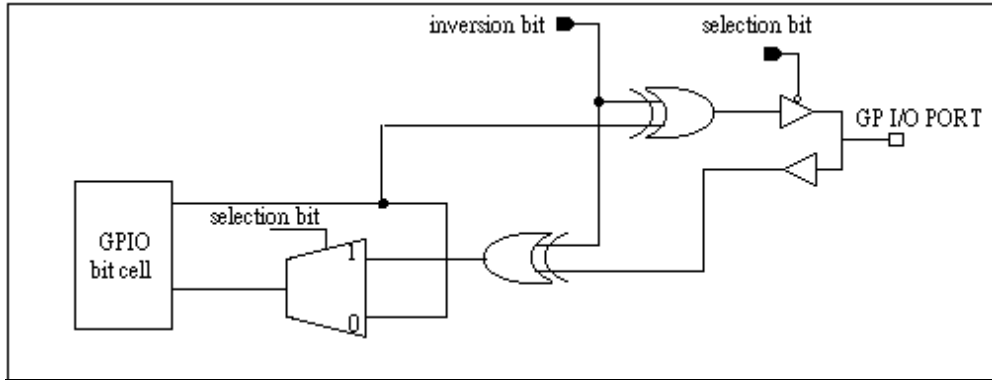 inversion bit
selection bit
GP I/O PORT
selection bit
GPIO
bit cell
1
0